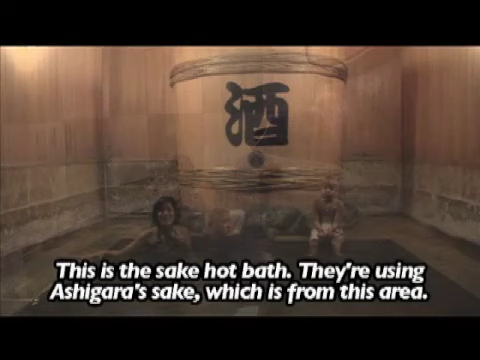 酒
This is the sake hot bath. They're using
Ashigara's sake, which is from this area.